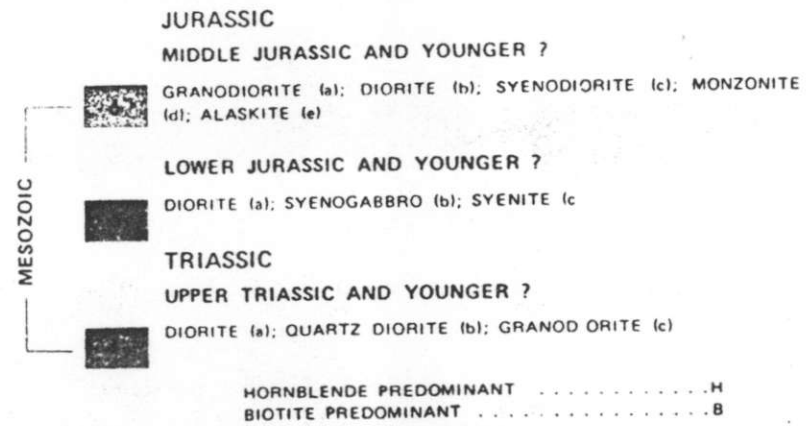 JURASSIC
MIDDLE JURASSIC AND YOUNGER ?
GRANODIORITE (a); DIORITE (b); SYENODIORITE (c); MONZONITE
(d); ALASKITE (e)
LOWER JURASSIC AND YOUNGER ?
DIORITE (a); SYENOGABBRO (b); SYENITE (c
MESOZOIC
TRIASSIC
UPPER TRIASSIC AND YOUNGER ?
DIORITE (a); QUARTZ DIORITE (b); GRANOD ORITE (c)
HORNBLENDE PREDOMINANT . . . . . . . . . . . . . H
BIOTITE PREDOMINANT . . . . . . . . . . . . . . . . . B